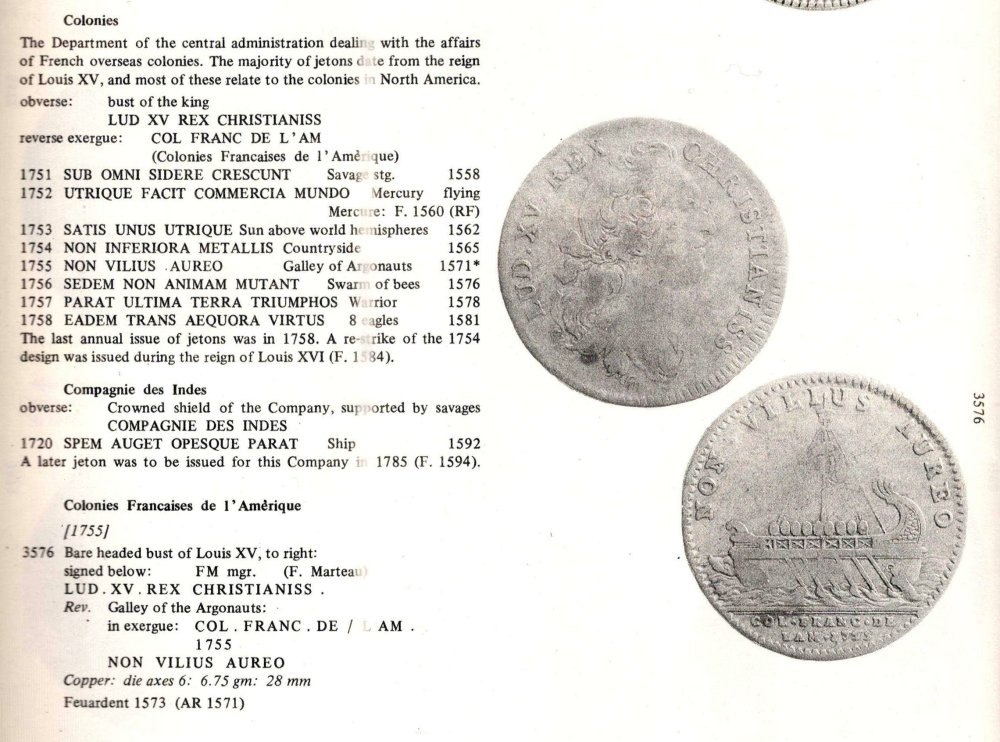 Colonies
The Department of the central administration dealing with the affairs
of French overseas colonies. The majority of jetons date from the reign
of Louis XV, and most of these relate to the colonies in North America.
obverse: bust of the king
LUD XV REX CHRISTIANISS
reverse exergue: COL FRANC DE L'AM
(Colonies Francaises de l'Amèrique)
1751 SUB OMNI SIDERE CRESCUNT Savage stg. 1558
1752 UTRIQUE FACIT COMMERCIA MUNDO Mercury flying
Mercure: F. 1560 (RF)
1753 SATIS UNUS UTRIQUE Sun above world hemispheres 1562
1754 NON INFERIORA METALLIS Countryside 1565
1755 NON VILIUS .AUREO Galley of Argonauts 1571*
1756 SEDEM NON ANIMAM MUTANT Swarm of bees 1576
1757 PARAT ULTIMA TERRA TRIUMPHOS Warrior 1578
1758 EADEM TRANS AEQUORA VIRTUS 8 eagles 1581
The last annual issue of jetons was in 1758. A re-strike of the 1754
design was issued during the reign of Louis XVI (F. 1584).
Compagnie des Indes
obverse: Crowned shield of the Company, supported by savages
COMPAGNIE DES INDES
1720 SPEM AUGET OPESQUE PARAT Ship 1592
A later jeton was to be issued for this Company in 1785 (F. 1594).
Colonies Francaises de l'Amérique
[1755]
3576 Bare headed bust of Louis XV, to right:
signed below: FM mgr. (F. Marteau)
LUD.XV.REX CHRISTIANISS .
Rev. Galley of the Argonauts:
in exergue: COL . FRANC . DE / L AM .
1755
NON VILIUS AUREO
Copper: die axes 6: 6.75 gm: 28 mm
Feuardent 1573 (AR 1571)
LUD·XV·REX CHRISTIANISS
NON VILIUS AUREO
COL·FRANC·DE
LAM·1755
3576